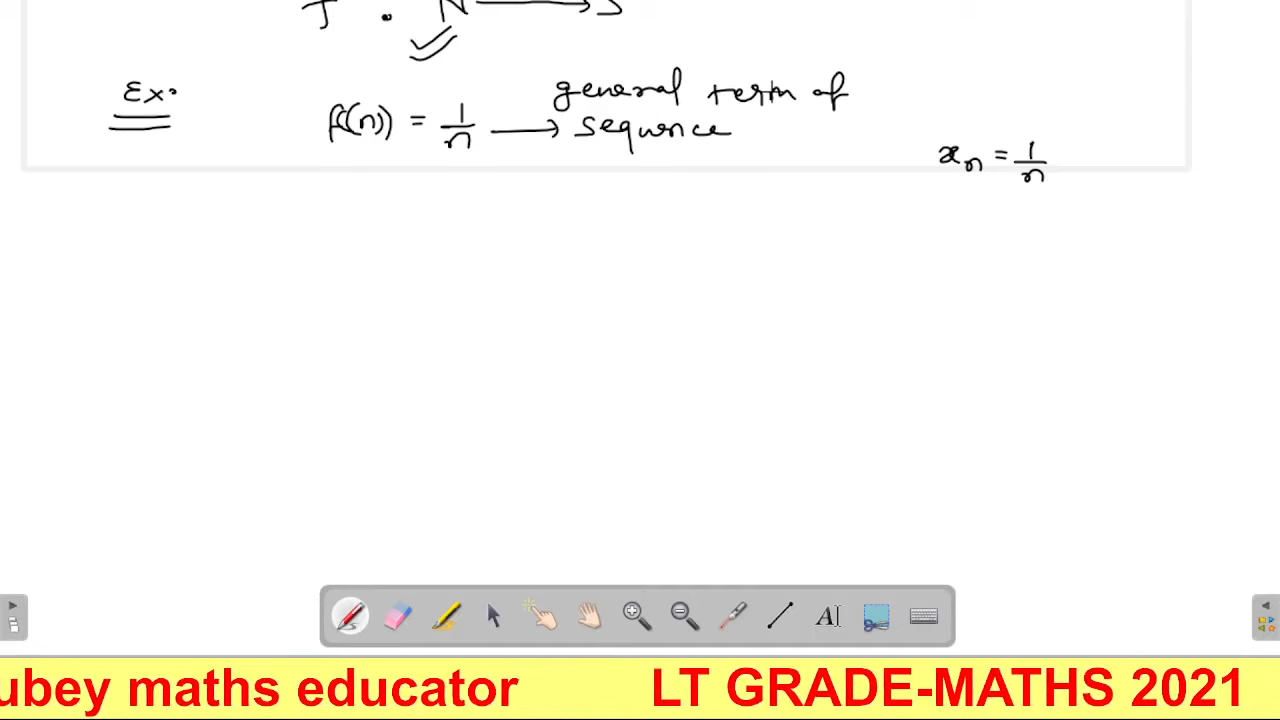 f : N → S
Ex:
general term of
f(n) = 1/n → sequence
xₙ = 1/n
ubey maths educator LT GRADE-MATHS 2021